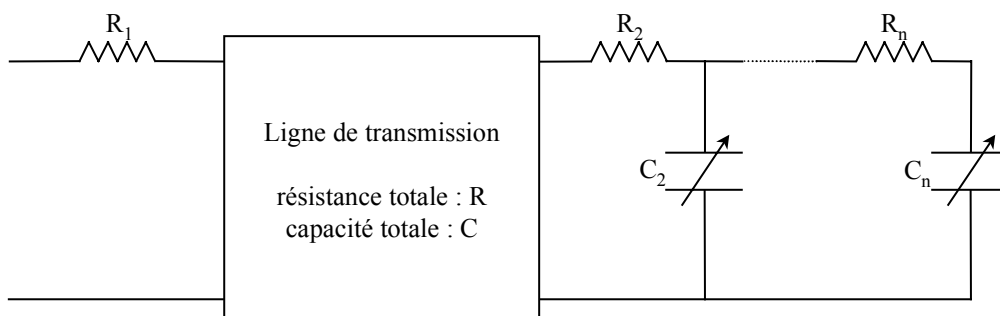 R1
R2
Rn
Ligne de transmission
résistance totale : R
capacité totale : C
C2
Cn